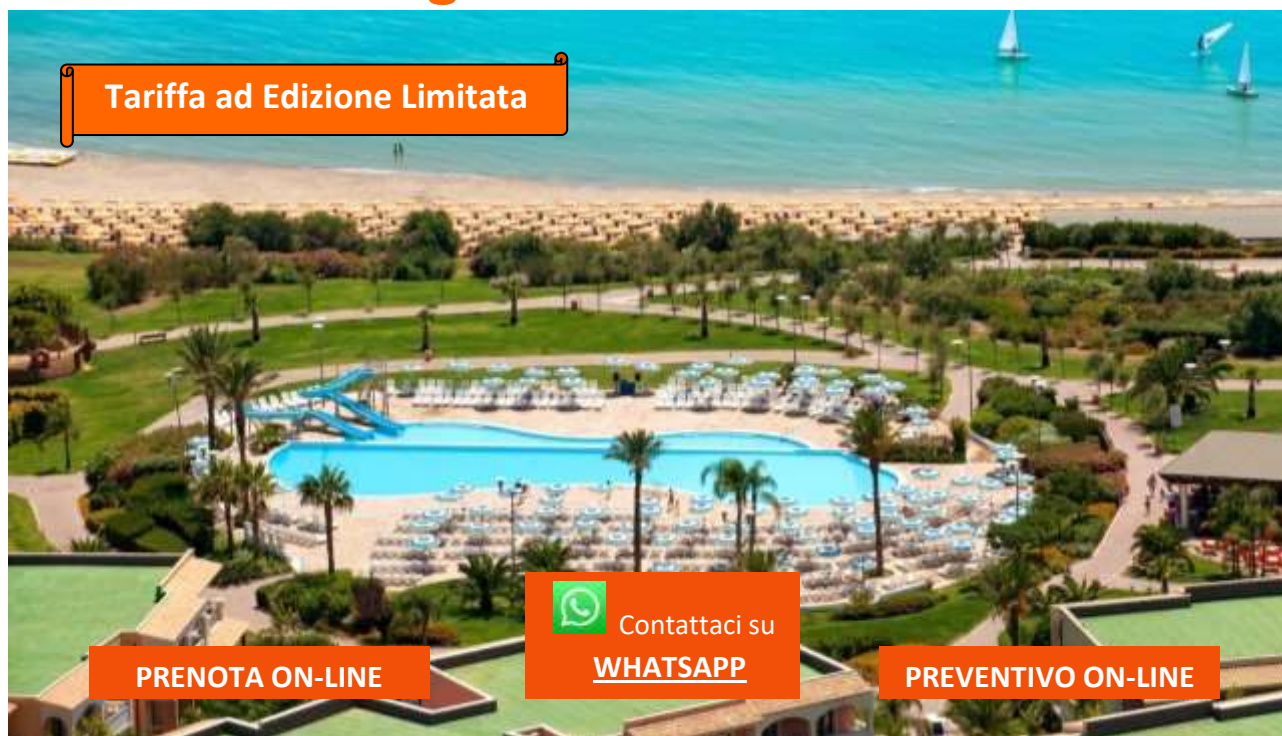 Tariffa ad Edizione Limitata
Contattaci su
WHATSAPP
PRENOTA ON-LINE
PREVENTIVO ON-LINE